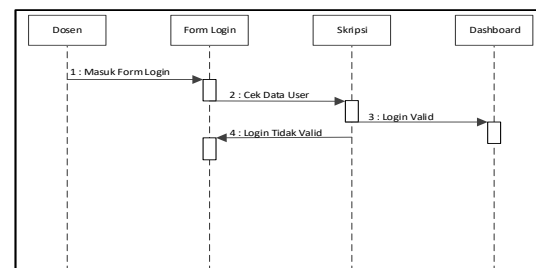 Dosen
Form Login
Skripsi
Dashboard
1 : Masuk Form Login
2 : Cek Data User
3 : Login Valid
4 : Login Tidak Valid